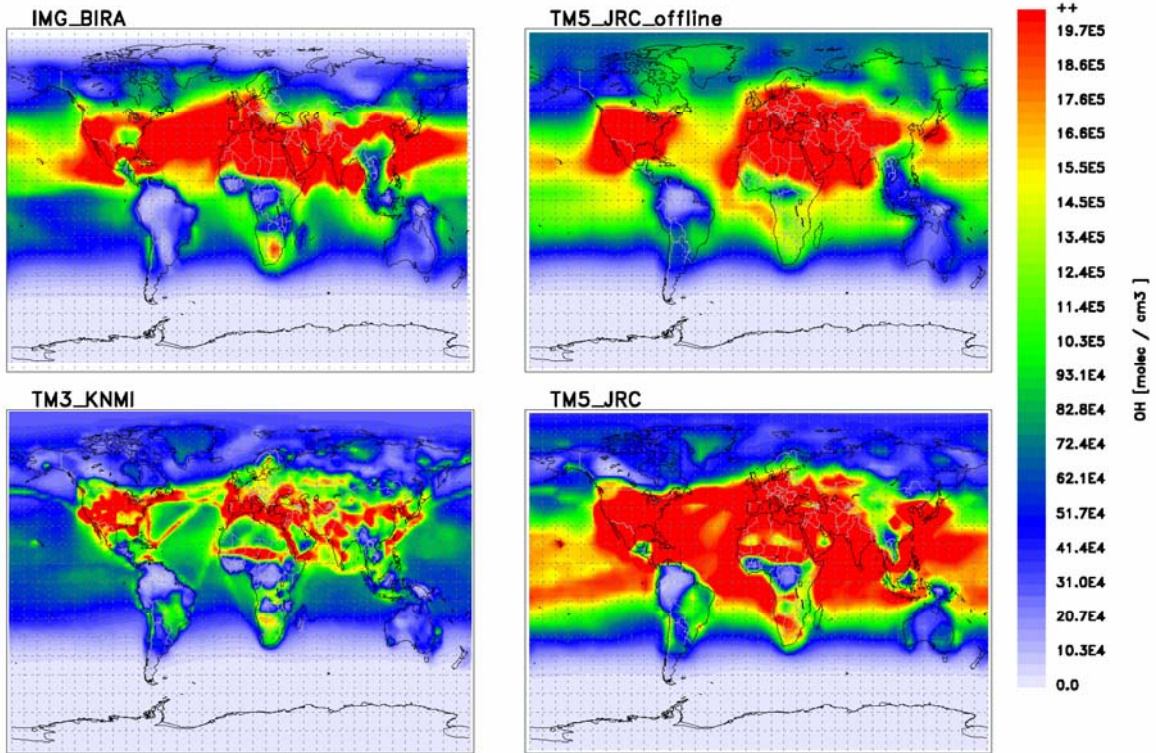 IMG_BIRA
TM5_JRC_offline
TM3_KNMI
TM5_JRC
++
19.7E5
18.6E5
17.6E5
16.6E5
15.5E5
14.5E5
13.4E5
12.4E5
11.4E5
10.3E5
93.1E4
82.8E4
72.4E4
62.1E4
51.7E4
41.4E4
31.0E4
20.7E4
10.3E4
0.0
OH [molec / cm3]